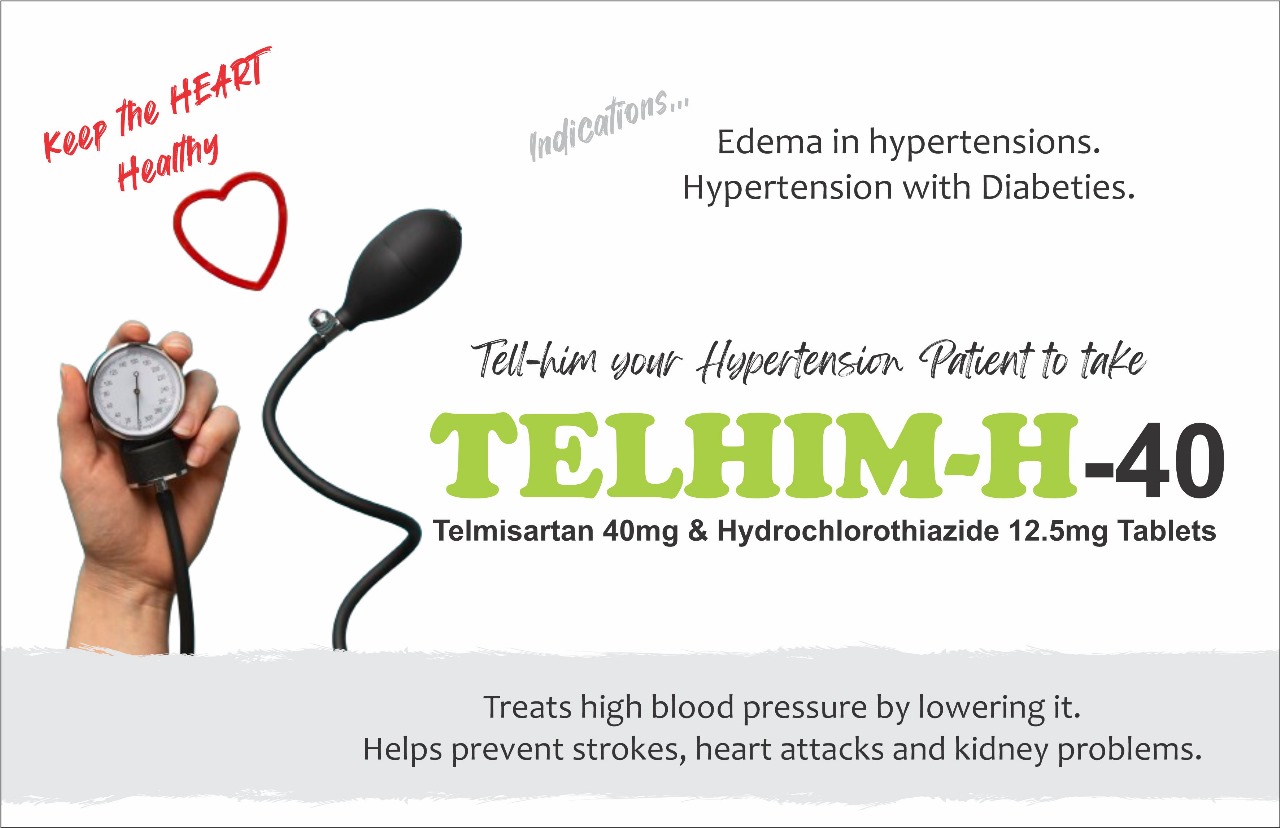 Keep the HEART
Healthy
Indications...
Edema in hypertensions.
Hypertension with Diabeties.
Tell-him your Hypertension Patient to take
TELHIM-H-40
Telmisartan 40mg & Hydrochlorothiazide 12.5mg Tablets
Treats high blood pressure by lowering it.
Helps prevent strokes, heart attacks and kidney problems.